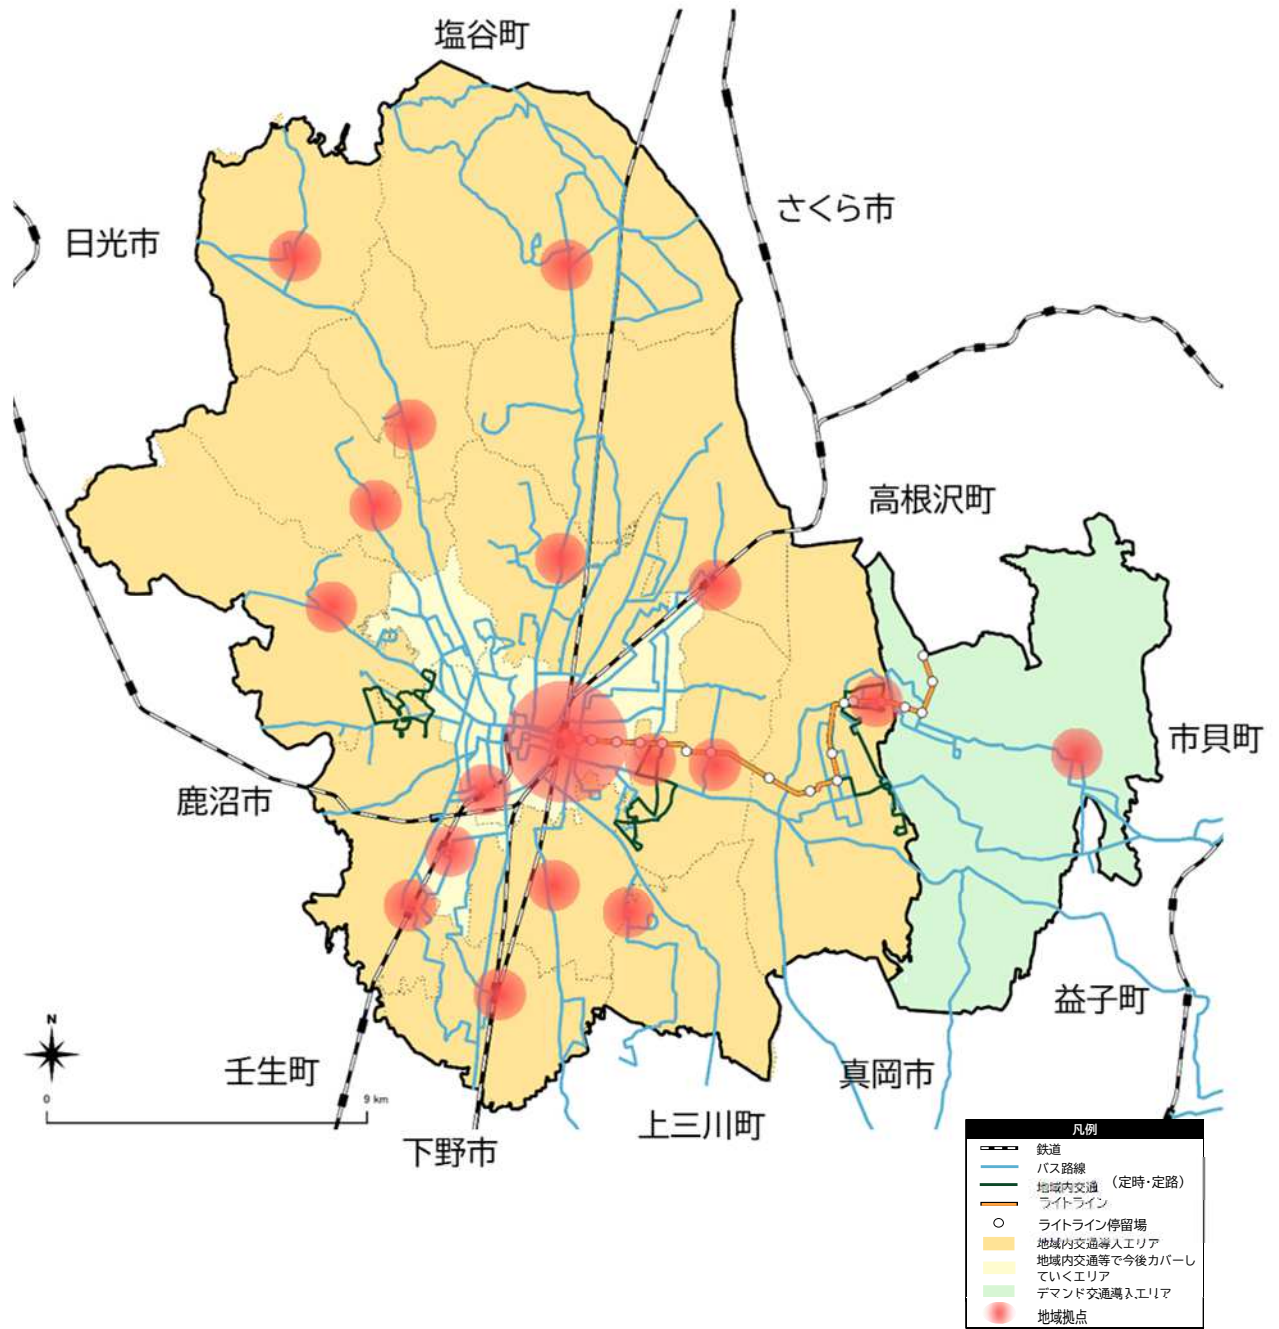 塩谷町
さくら市
日光市
高根沢町
市貝町
鹿沼市
益子町
壬生町
真岡市
上三川町
下野市
N
0
9 km
凡例
鉄道
バス路線
地域内交通 （定時・定路）
ライトライン
ライトライン停留場
地域内交通導入エリア
地域内交通等で今後カバーし
ていくエリア
デマンド交通導入エリア
地域拠点